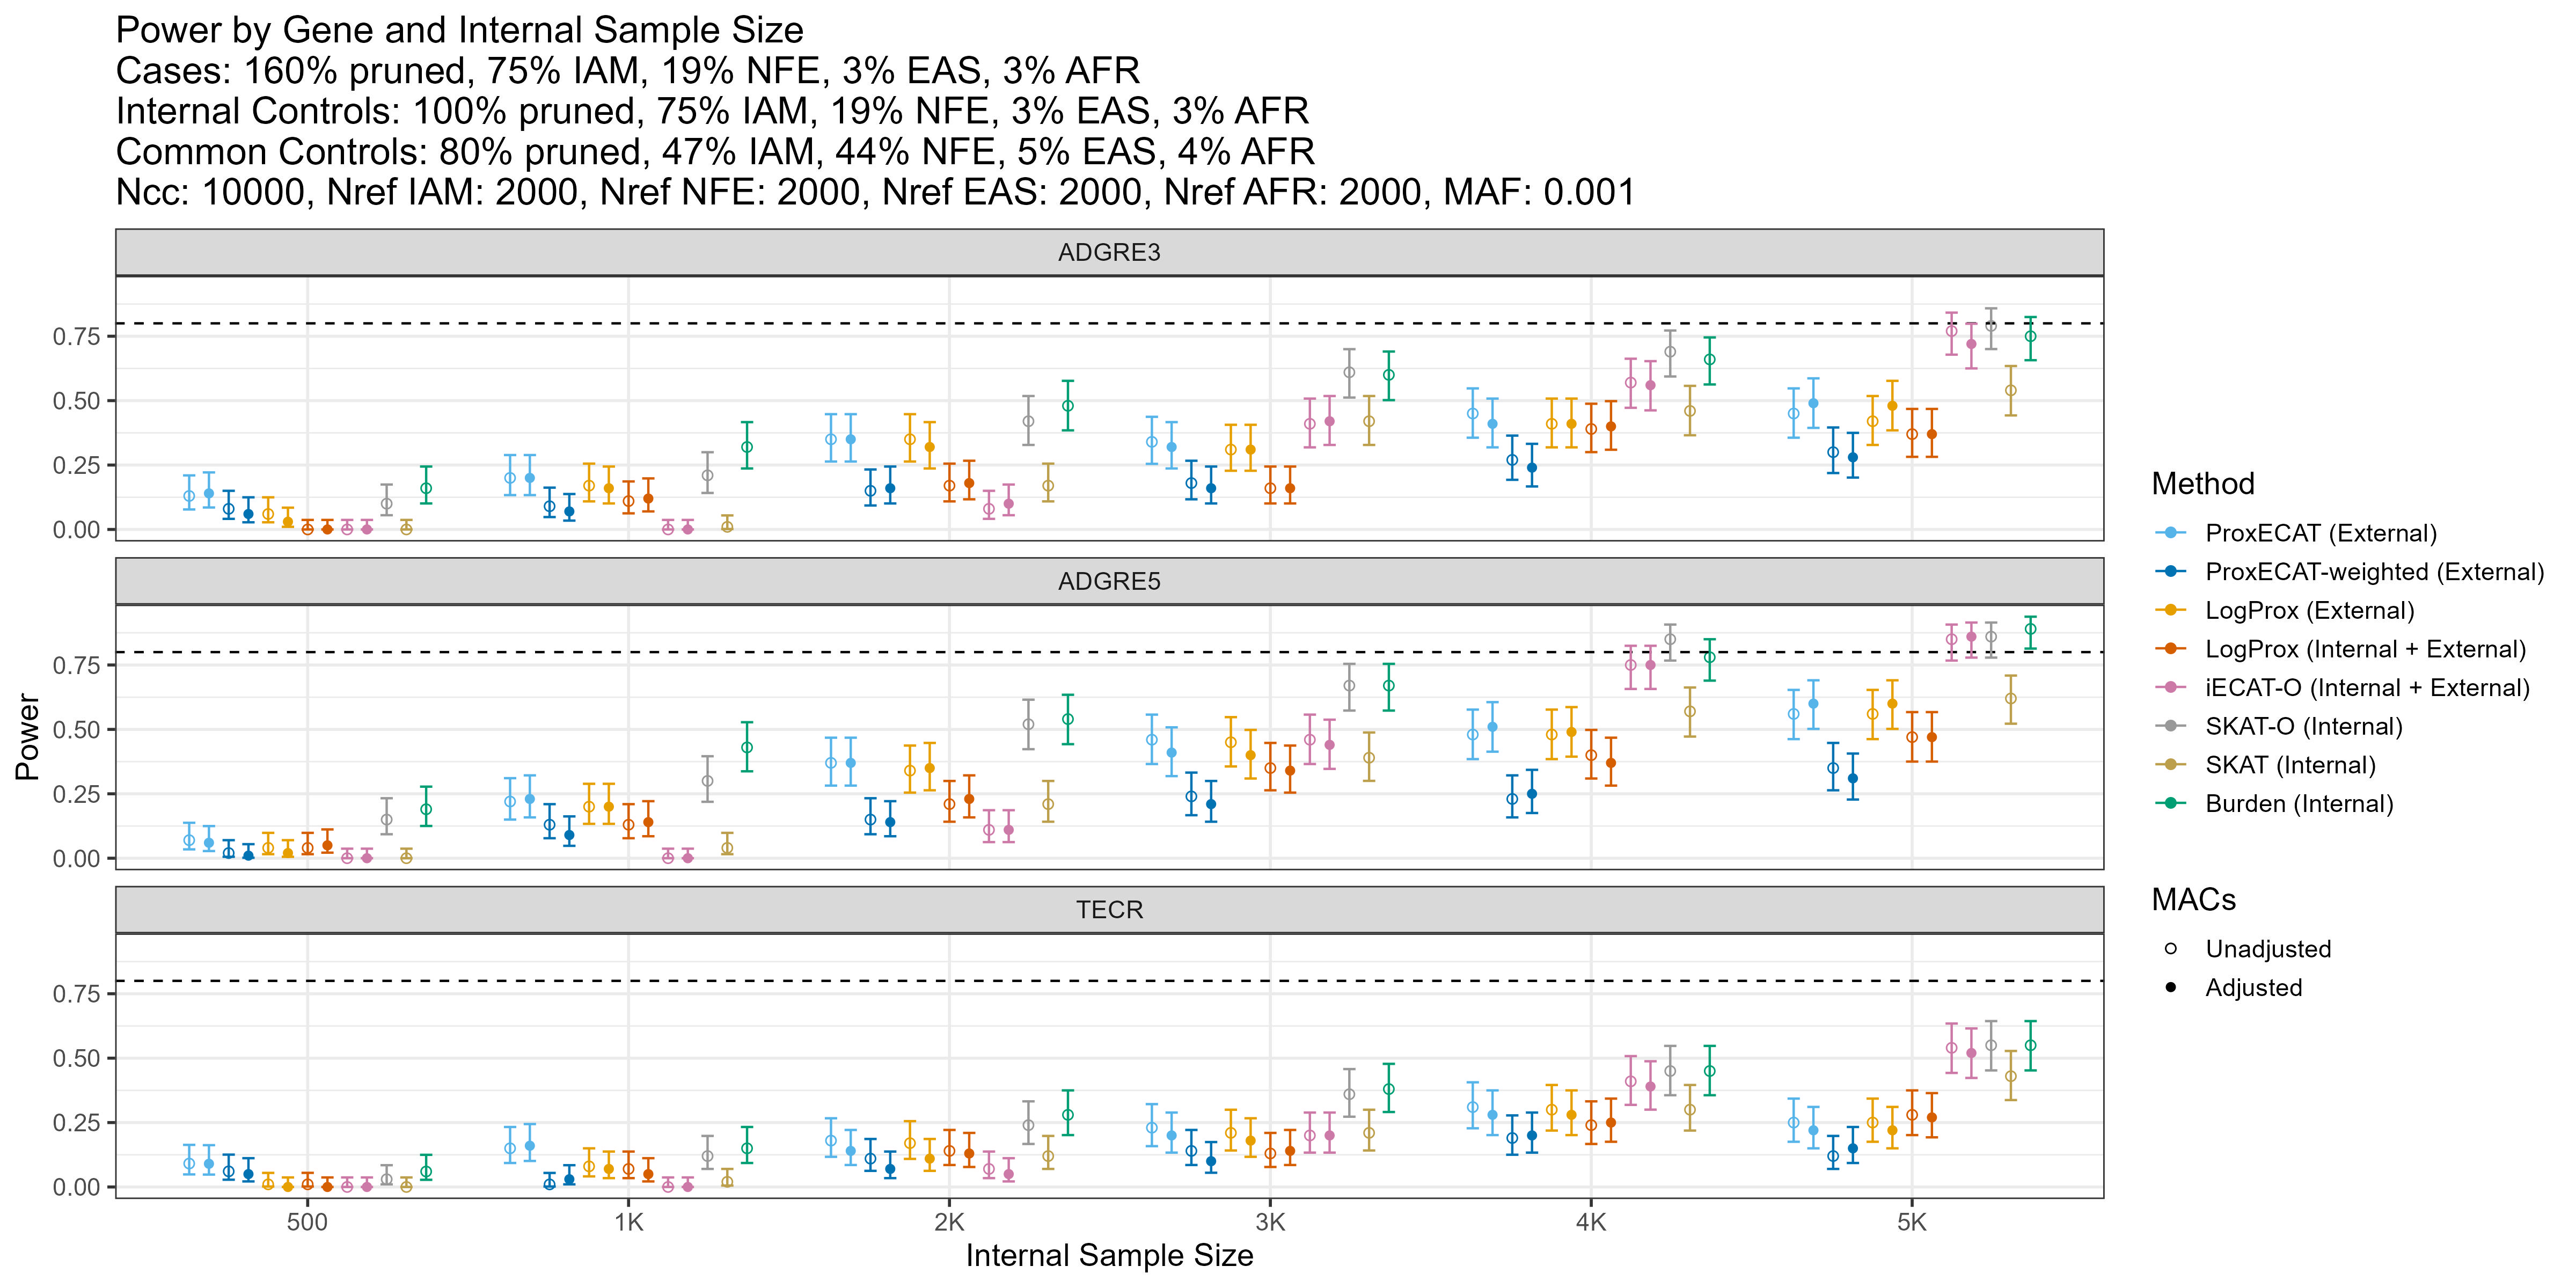 Power by Gene and Internal Sample Size
Cases: 160% pruned, 75% IAM, 19% NFE, 3% EAS, 3% AFR
Internal Controls: 100% pruned, 75% IAM, 19% NFE, 3% EAS, 3% AFR
Common Controls: 80% pruned, 47% IAM, 44% NFE, 5% EAS, 4% AFR
Ncc: 10000, Nref IAM: 2000, Nref NFE: 2000, Nref EAS: 2000, Nref AFR: 2000, MAF: 0.001
ADGRE3
0.75
0.50
0.25
0.00
ADGRE5
0.75
0.50
0.25
0.00
TECR
0.75
0.50
0.25
0.00
Power
500
1K
2K
3K
4K
5K
Internal Sample Size
Method
ProxECAT (External)
ProxECAT-weighted (External)
LogProx (External)
LogProx (Internal + External)
iECAT-O (Internal + External)
SKAT-O (Internal)
SKAT (Internal)
Burden (Internal)
MACs
Unadjusted
Adjusted